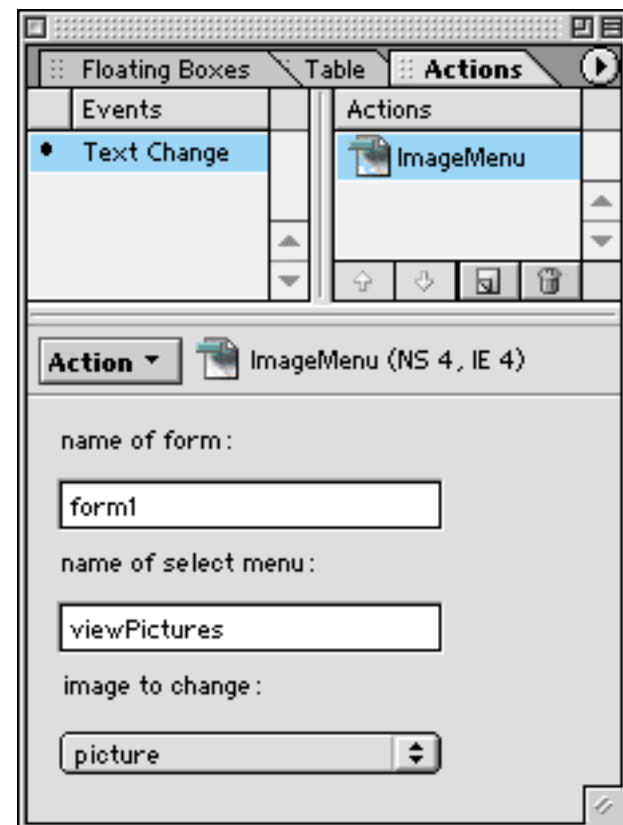 Floating Boxes Table Actions
Events Actions
Text Change ImageMenu
Action ImageMenu (NS 4, IE 4)
name of form:
form1
name of select menu:
viewPictures
image to change:
picture